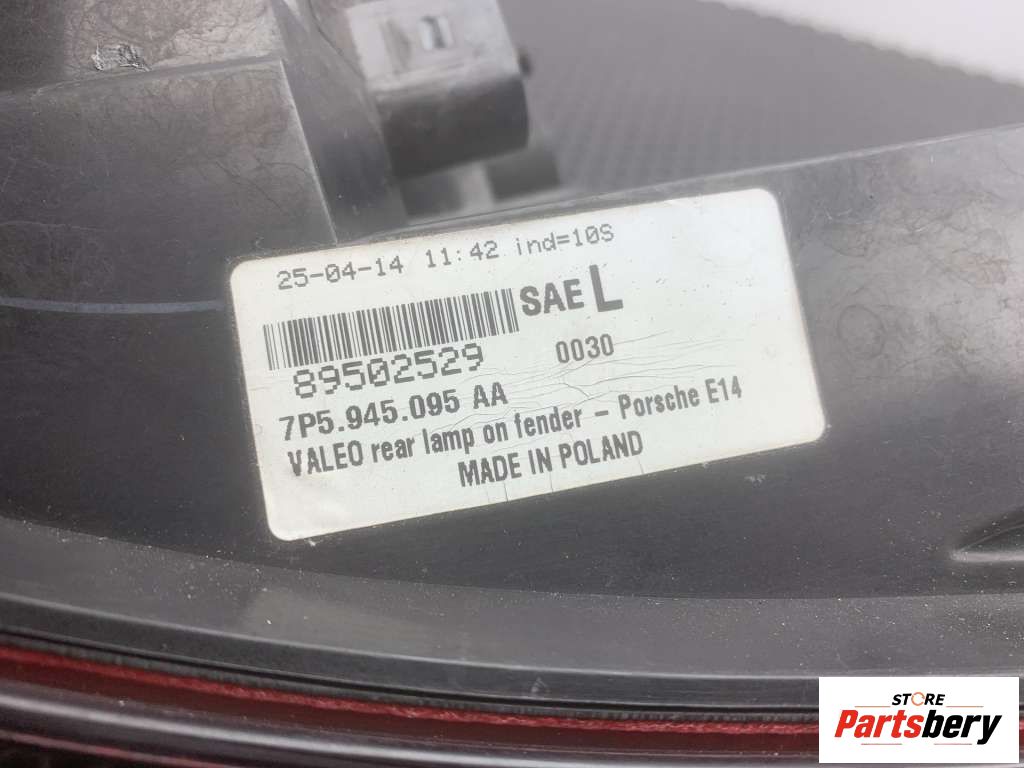 25-04-14 11:42 ind=10S
SAE L
89502529
0030
7P5.945.095 AA
VALEO rear lamp on fender – Porsche E14
MADE IN POLAND
STORE
Partsbery